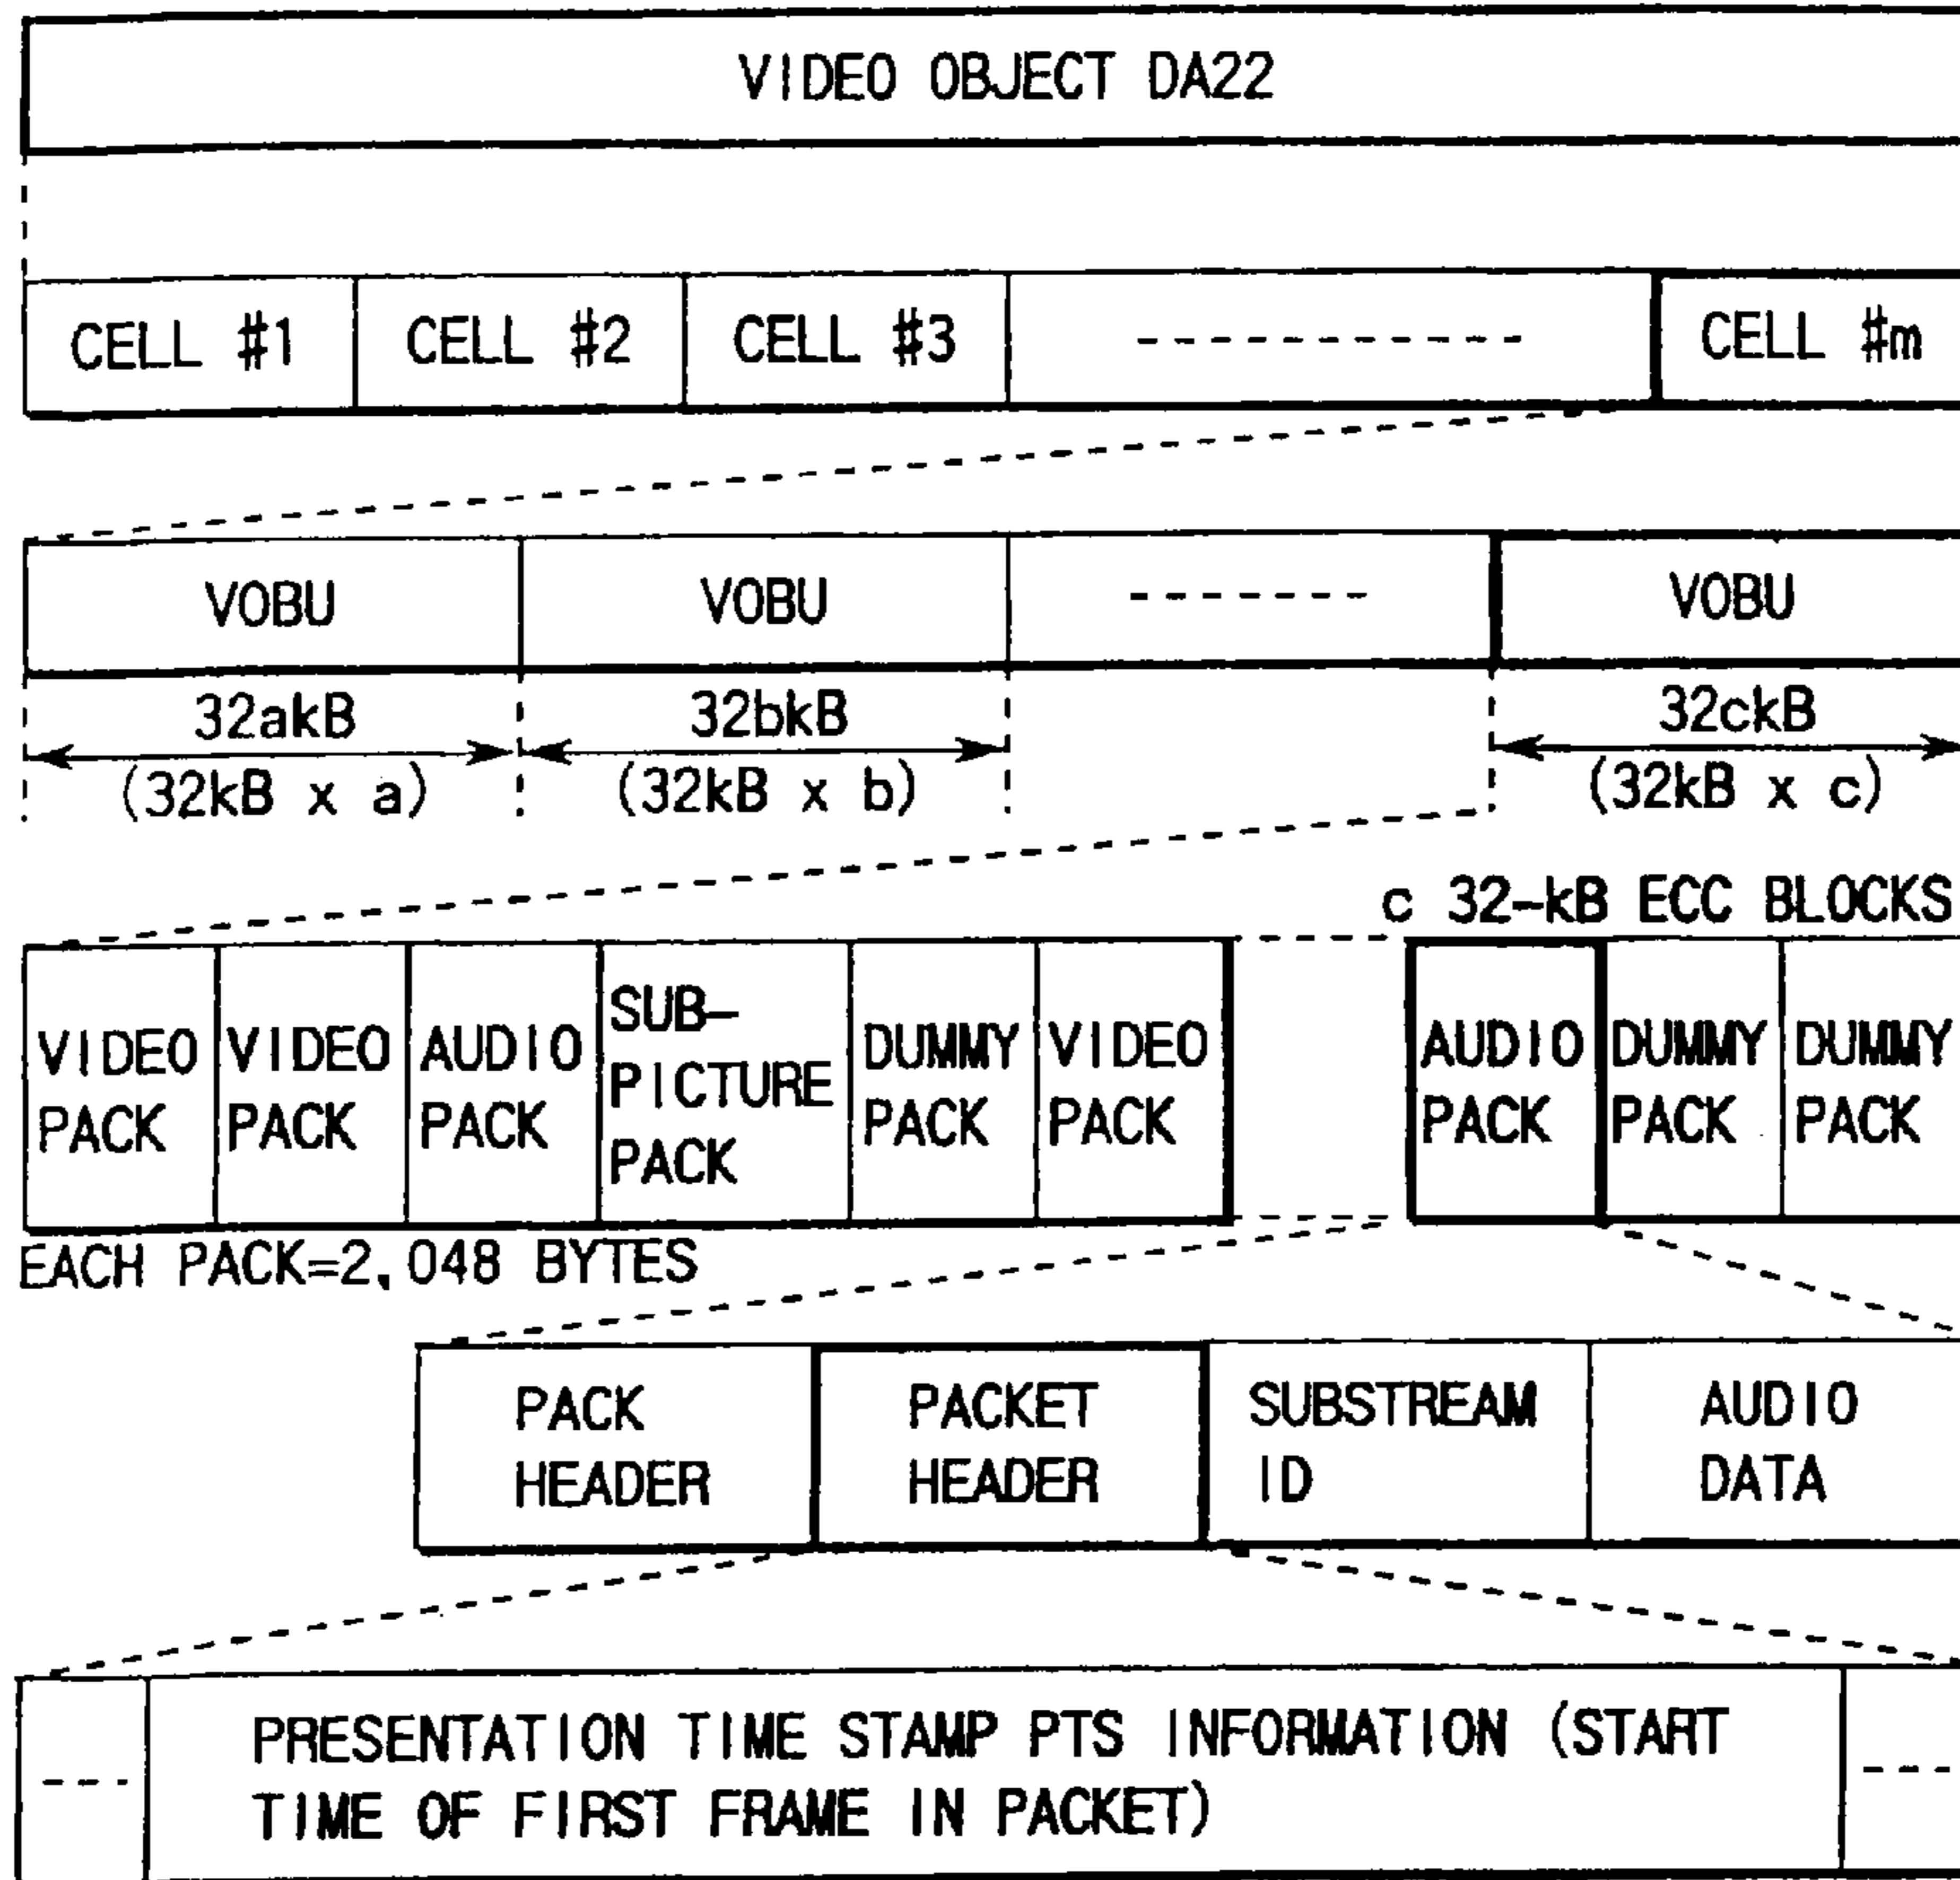 VIDEO OBJECT DA22
CELL #1 CELL #2 CELL #3 CELL #m
VOBU VOBU VOBU
32akB 32bkB 32ckB
(32kB x a) (32kB x b) (32kB x c)
c 32-kB ECC BLOCKS
VIDEO PACK
VIDEO PACK
AUDIO PACK
SUB-
PICTURE
PACK
DUMMY PACK
VIDEO PACK
AUDIO PACK
DUMMY PACK
DUMMY PACK
EACH PACK=2,048 BYTES
PACK
HEADER
PACKET
HEADER
SUBSTREAM
ID
AUDIO
DATA
PRESENTATION TIME STAMP PTS INFORMATION (START
TIME OF FIRST FRAME IN PACKET)